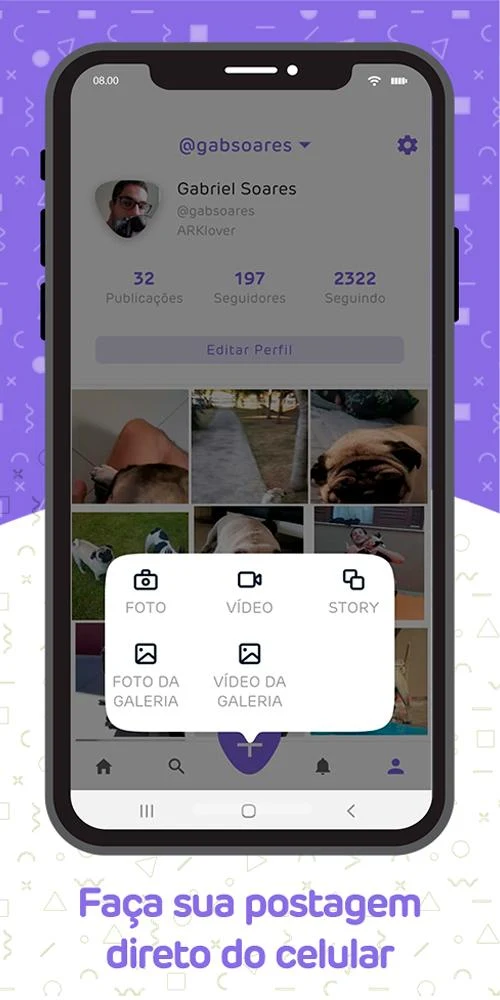 08.00
@gabsoares
Gabriel Soares
@gabsoares
ARKlover
32 197 2322
Publicações Seguidores Seguindo
Editar Perfil
FOTO VÍDEO STORY
FOTO DA VÍDEO DA
GALERIA GALERIA
Faça sua postagem
direto do celular